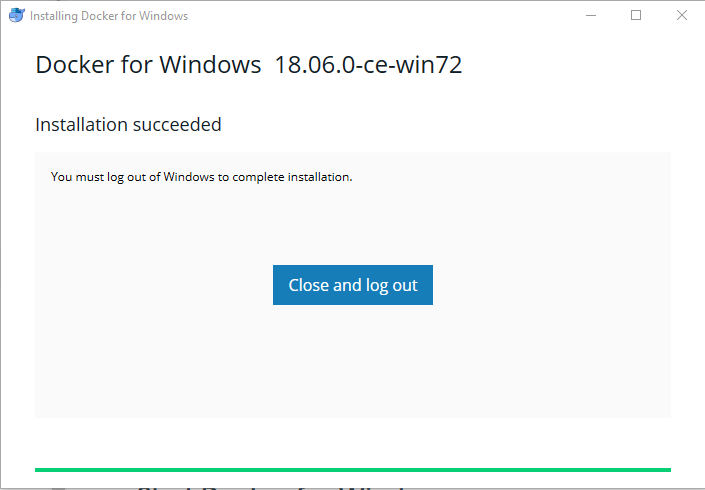 Installing Docker for Windows
Docker for Windows 18.06.0-ce-win72
Installation succeeded
You must log out of Windows to complete installation.
Close and log out